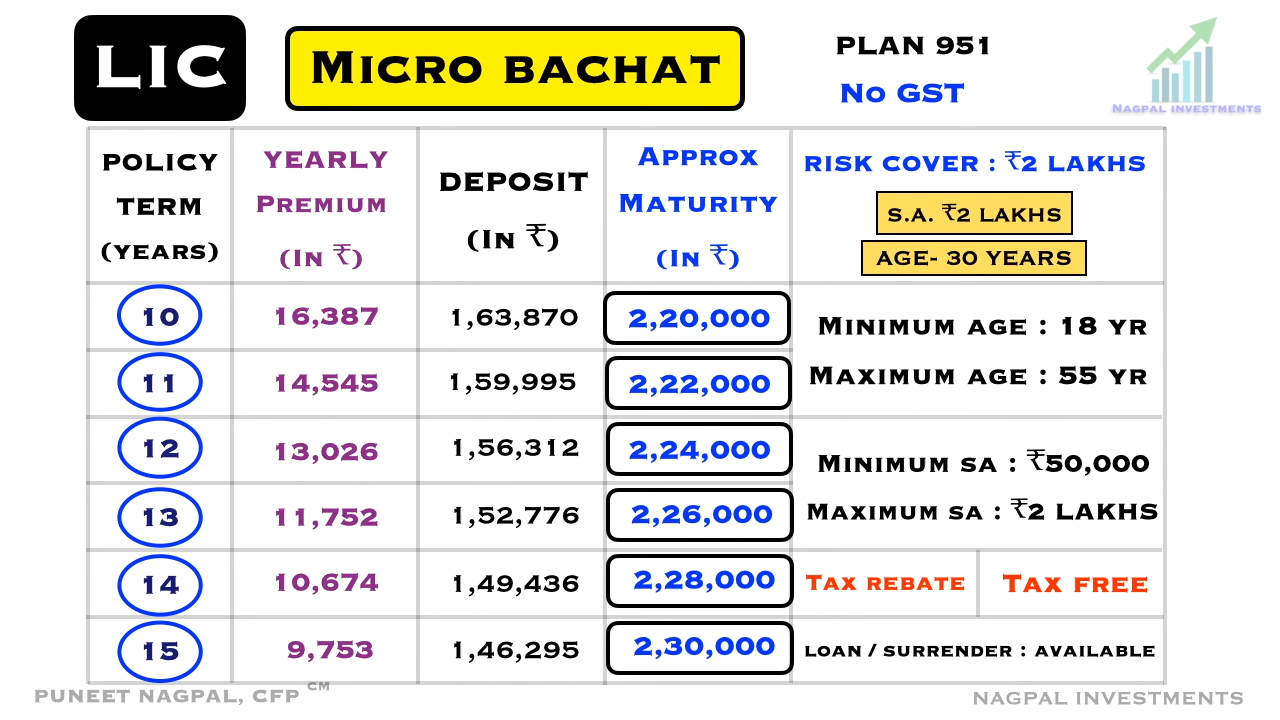 LIC
MICRO BACHAT
PLAN 951
No GST
NAGPAL INVESTMENTS
POLICY
TERM
(YEARS)
YEARLY
PREMIUM
(IN ₹)
DEPOSIT
(IN ₹)
APPROX
MATURITY
(IN ₹)
RISK COVER : ₹2 LAKHS
S.A. ₹2 LAKHS
AGE- 30 YEARS
10 16,387 1,63,870 2,20,000
11 14,545 1,59,995 2,22,000
12 13,026 1,56,312 2,24,000
13 11,752 1,52,776 2,26,000
14 10,674 1,49,436 2,28,000
15 9,753 1,46,295 2,30,000
MINIMUM AGE : 18 YR
MAXIMUM AGE : 55 YR
MINIMUM SA : ₹50,000
MAXIMUM SA : ₹2 LAKHS
TAX REBATE TAX FREE
LOAN / SURRENDER : AVAILABLE
PUNEET NAGPAL, CFP CM
NAGPAL INVESTMENTS